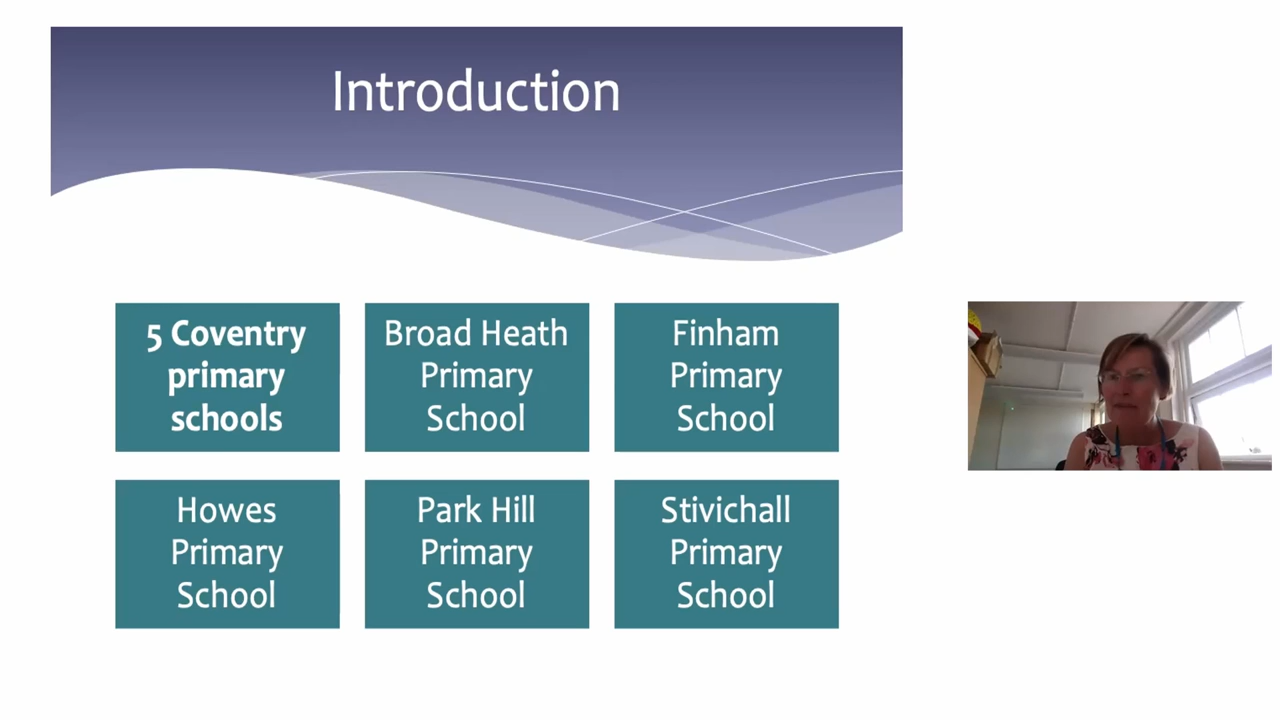 Introduction
5 Coventry
primary
schools
Broad Heath
Primary
School
Finham
Primary
School
Howes
Primary
School
Park Hill
Primary
School
Stivichall
Primary
School